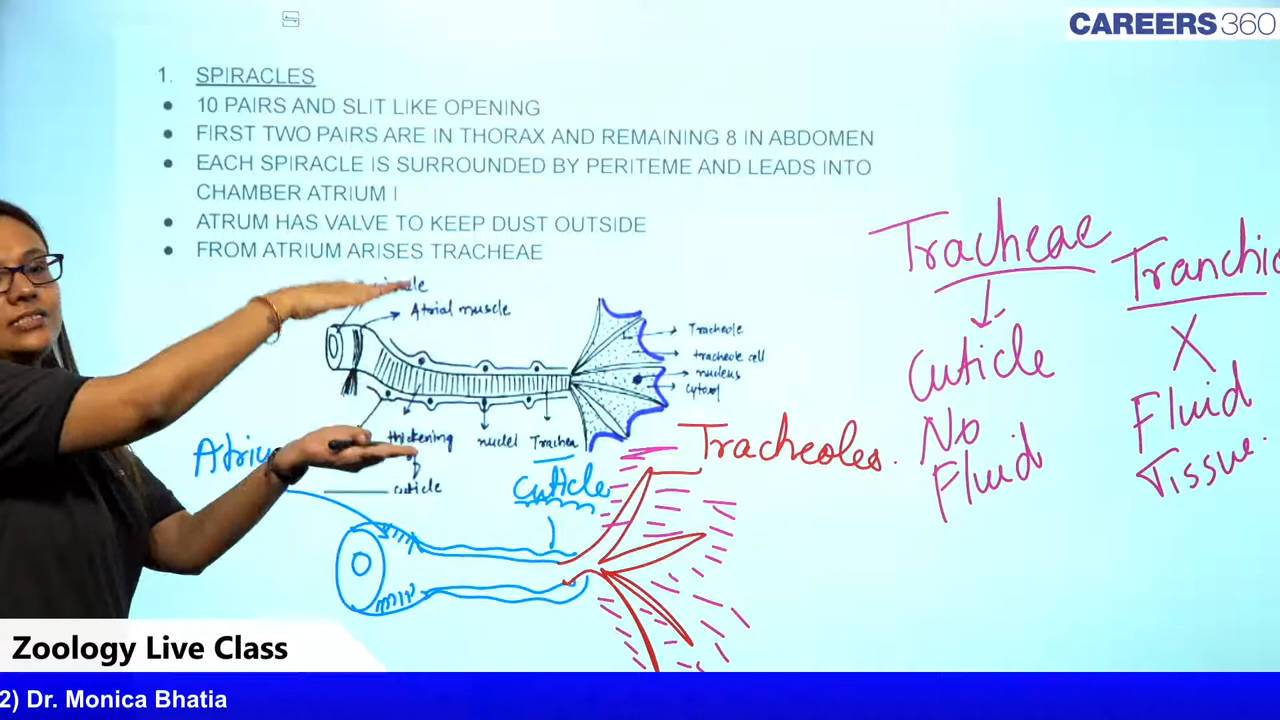 CAREERS360
1. SPIRACLES
• 10 PAIRS AND SLIT LIKE OPENING
• FIRST TWO PAIRS ARE IN THORAX AND REMAINING 8 IN ABDOMEN
• EACH SPIRACLE IS SURROUNDED BY PERITEME AND LEADS INTO
CHAMBER ATRIUM I
• ATRUM HAS VALVE TO KEEP DUST OUTSIDE
• FROM ATRIUM ARISES TRACHEAE
Atrial muscle
Tracheole
tracheole cell
nucleus
thickening
nuclei Trachea
cuticle
Cuticle
Tracheoles.
Tracheae
Cuticle
No
Fluid
X
Fluid
Tissue.
Zoology Live Class
2) Dr. Monica Bhatia